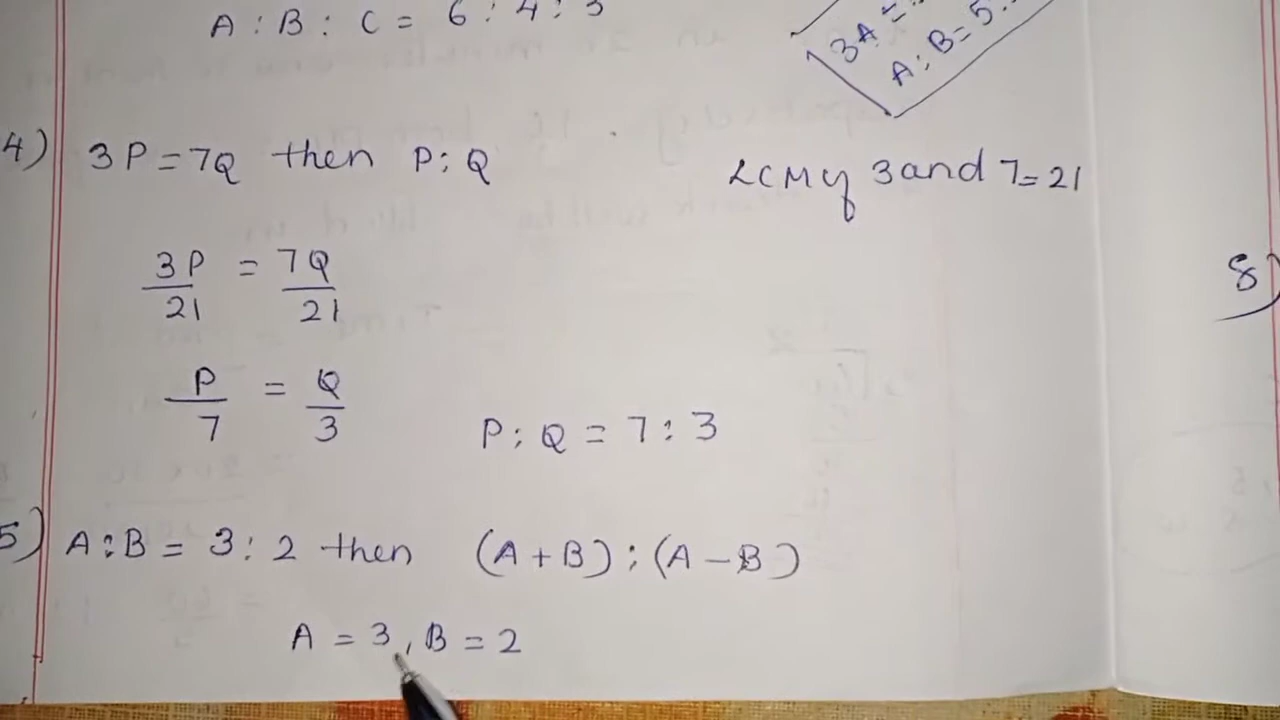 A : B : C = 6 : 4 : 3
3A =
A : B = 5 :
4) 3P = 7Q then P : Q
LCM of 3 and 7 = 21
3P/21 = 7Q/21
P/7 = Q/3
P : Q = 7 : 3
8)
5) A : B = 3 : 2 then (A + B) : (A - B)
A = 3, B = 2